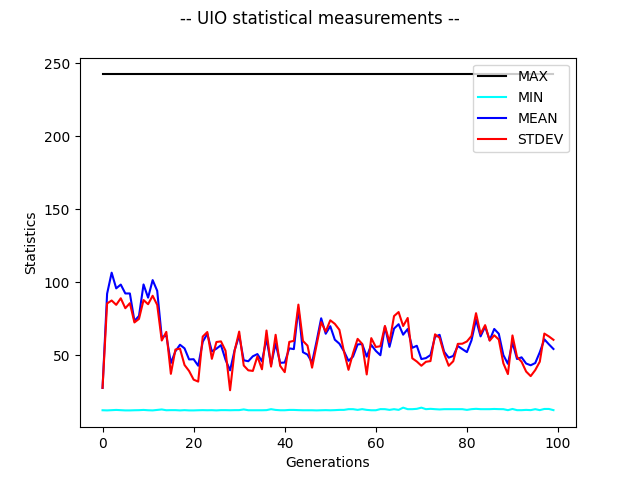 -- UIO statistical measurements --
250
200
150
100
50
Statistics
0 20 40 60 80 100
Generations
MAX
MIN
MEAN
STDEV